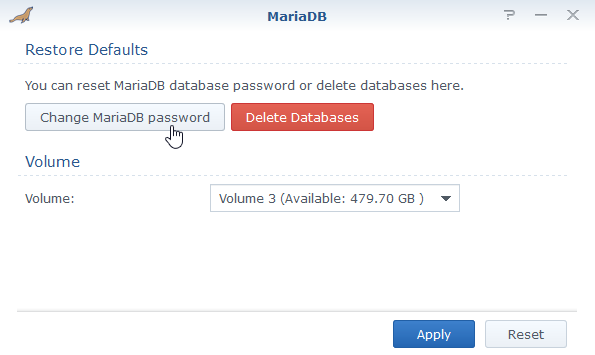 MariaDB
?
Restore Defaults
You can reset MariaDB database password or delete databases here.
Change MariaDB password
Delete Databases
Volume
Volume: Volume 3 (Available: 479.70 GB )
Apply Reset